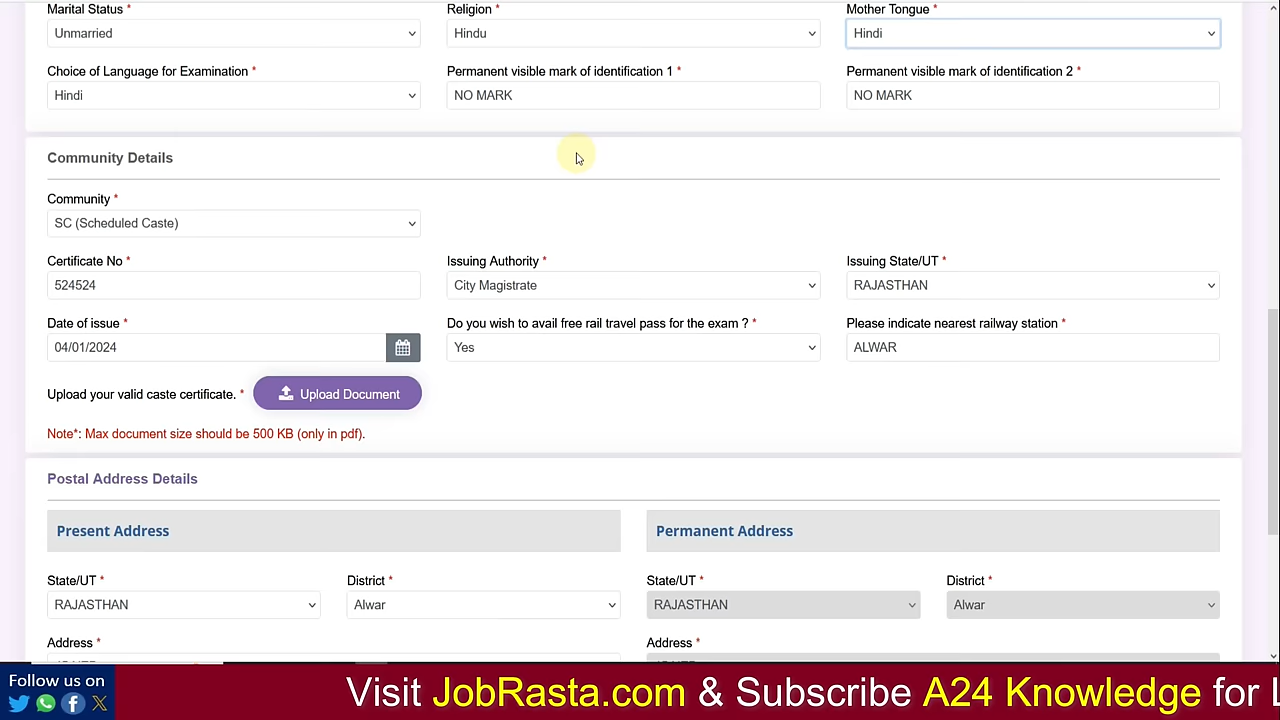 Marital Status * Religion * Mother Tongue *
Unmarried Hindu Hindi
Choice of Language for Examination * Permanent visible mark of identification 1 * Permanent visible mark of identification 2 *
Hindi NO MARK NO MARK
Community Details
Community *
SC (Scheduled Caste)
Certificate No * Issuing Authority * Issuing State/UT *
524524 City Magistrate RAJASTHAN
Date of issue * Do you wish to avail free rail travel pass for the exam ? * Please indicate nearest railway station *
04/01/2024 Yes ALWAR
Upload your valid caste certificate. * Upload Document
Note*: Max document size should be 500 KB (only in pdf).
Postal Address Details
Present Address Permanent Address
State/UT * District * State/UT * District *
RAJASTHAN Alwar RAJASTHAN Alwar
Address * Address *
Follow us on
Visit JobRasta.com & Subscribe A24 Knowledge for